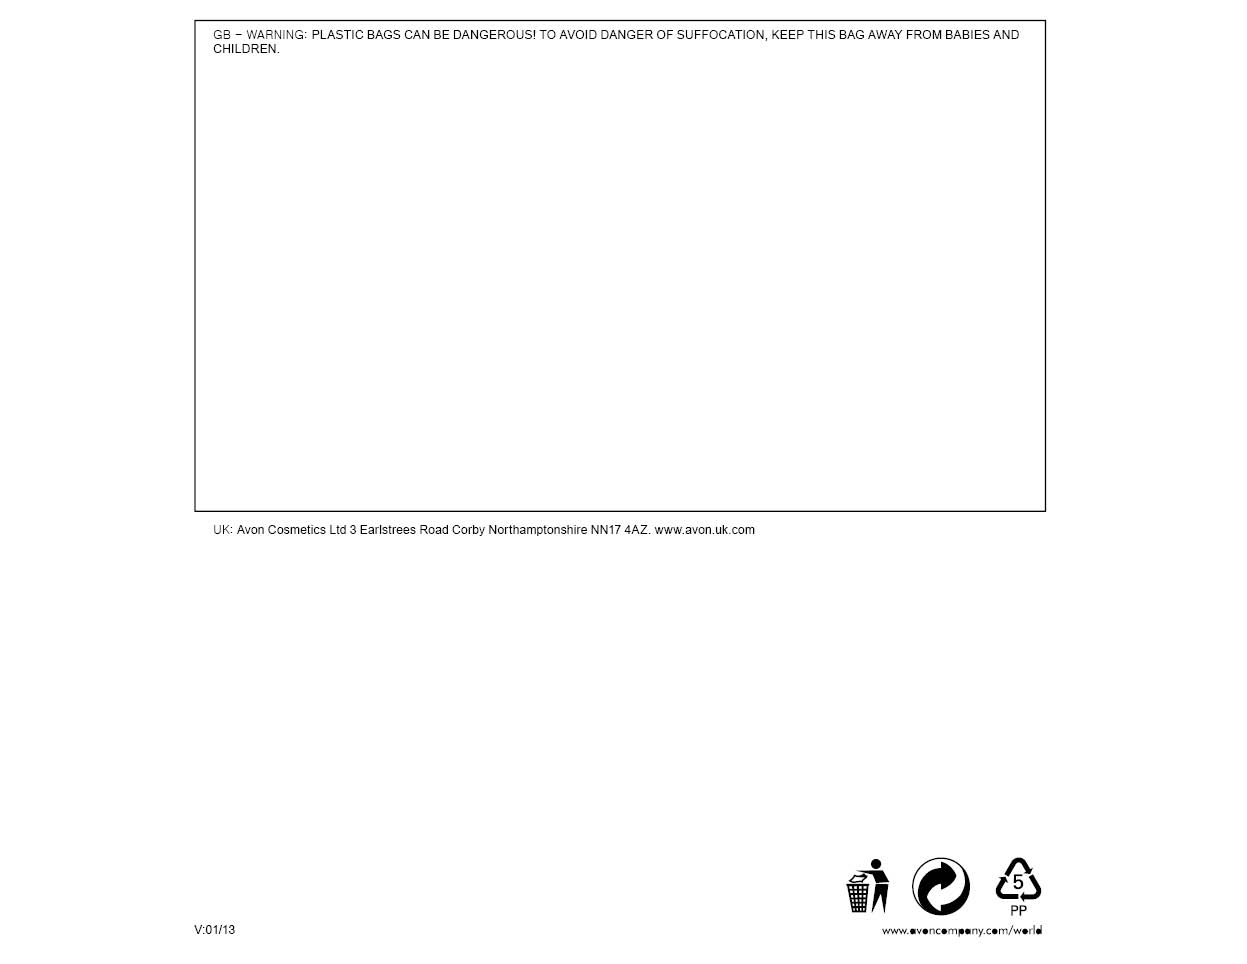 GB – WARNING: PLASTIC BAGS CAN BE DANGEROUS! TO AVOID DANGER OF SUFFOCATION, KEEP THIS BAG AWAY FROM BABIES AND
CHILDREN.
UK: Avon Cosmetics Ltd 3 Earlstrees Road Corby Northamptonshire NN17 4AZ. www.avon.uk.com
5
PP
V:01/13
www.avoncompany.com/world